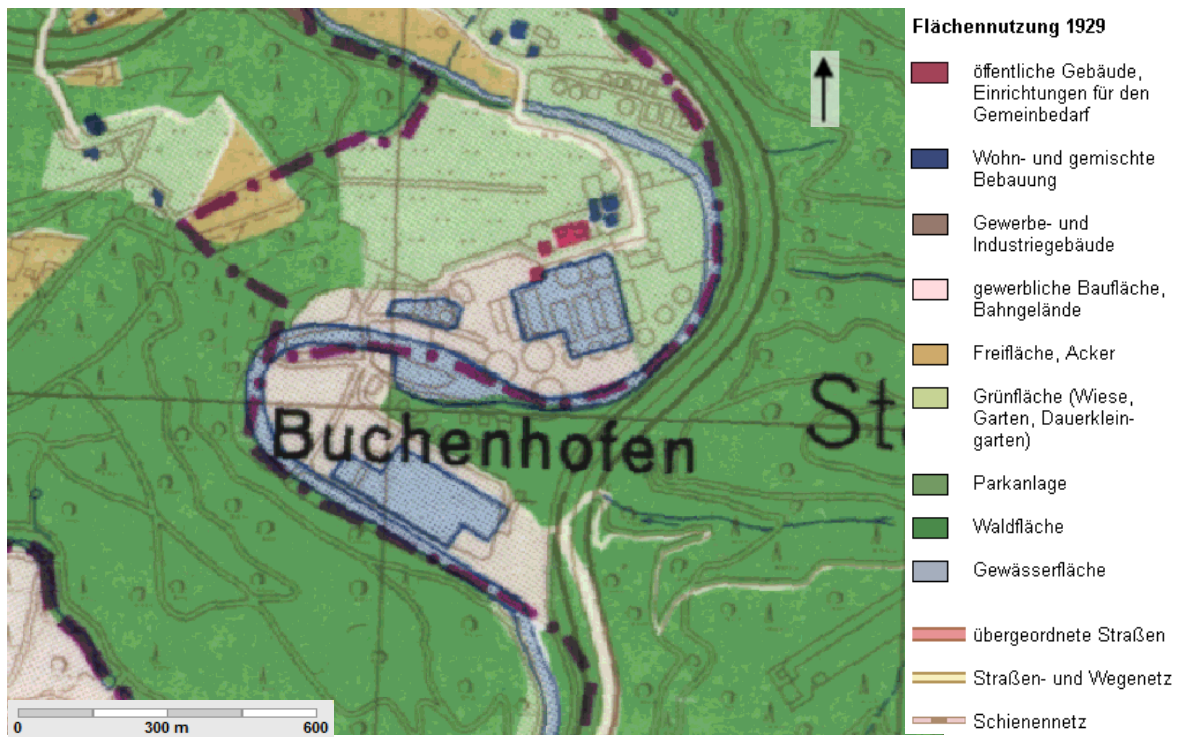 Flächennutzung 1929
öffentliche Gebäude,
Einrichtungen für den
Gemeinbedarf
Wohn- und gemischte
Bebauung
Gewerbe- und
Industriegebäude
gewerbliche Baufläche,
Bahngelände
Freifläche, Acker
Grünfläche (Wiese,
Garten, Dauerklein-
garten)
Parkanlage
Waldfläche
Gewässerfläche
übergeordnete Straßen
Straßen- und Wegenetz
Schienennetz
Buchenhofen
0 300 m 600